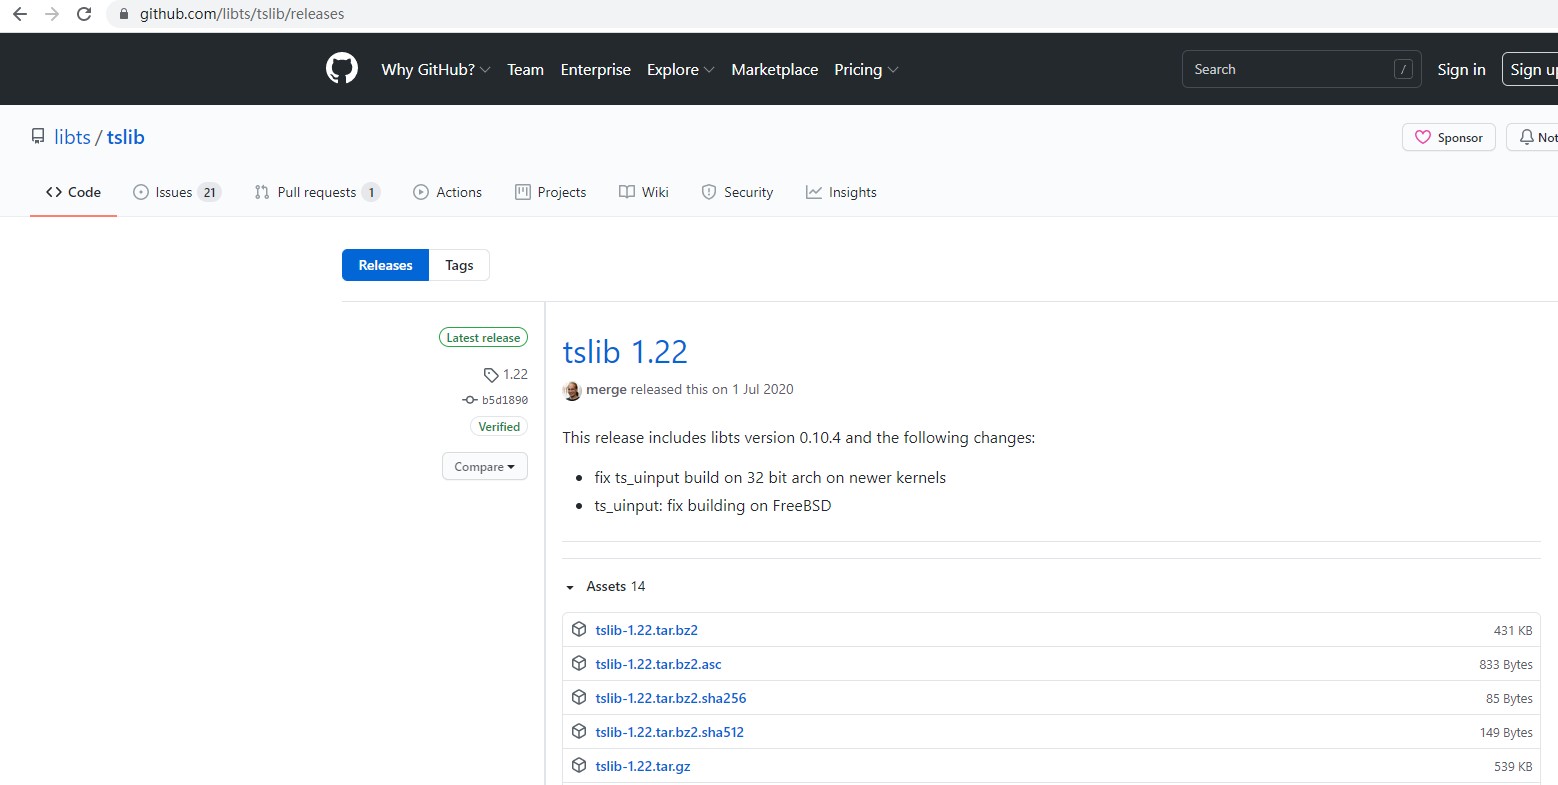 github.com/libts/tslib/releases
Why GitHub? Team Enterprise Explore Marketplace Pricing Search / Sign in Sign up
libts / tslib Sponsor Not
Code Issues 21 Pull requests 1 Actions Projects Wiki Security Insights
Releases Tags
Latest release
1.22
b5d1890
Verified
Compare
tslib 1.22
merge released this on 1 Jul 2020
This release includes libts version 0.10.4 and the following changes:
fix ts_uinput build on 32 bit arch on newer kernels
ts_uinput: fix building on FreeBSD
Assets 14
tslib-1.22.tar.bz2 431 KB
tslib-1.22.tar.bz2.asc 833 Bytes
tslib-1.22.tar.bz2.sha256 85 Bytes
tslib-1.22.tar.bz2.sha512 149 Bytes
tslib-1.22.tar.gz 539 KB